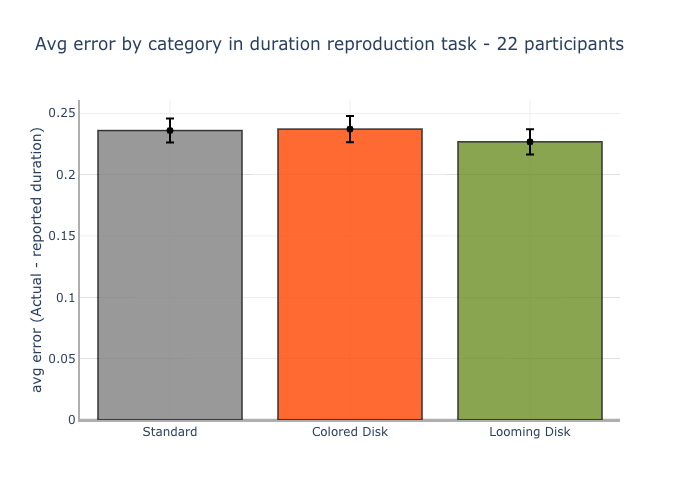 Avg error by category in duration reproduction task - 22 participants
avg error (Actual - reported duration)
0.25
0.2
0.15
0.1
0.05
0
Standard
Colored Disk
Looming Disk